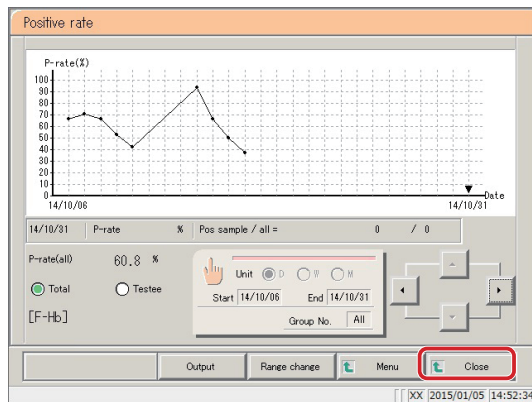 Positive rate
P-rate(%)
100
90
80
70
60
50
40
30
20
10
0
Date
14/10/06 14/10/31
14/10/31 P-rate % Pos sample / all = 0 / 0
P-rate(all) 60.8 %
Unit D W M
Total Testee
Start 14/10/06 End 14/10/31
[F-Hb]
Group No. All
Output Range change Menu Close
XX 2015/01/05 14:52:34